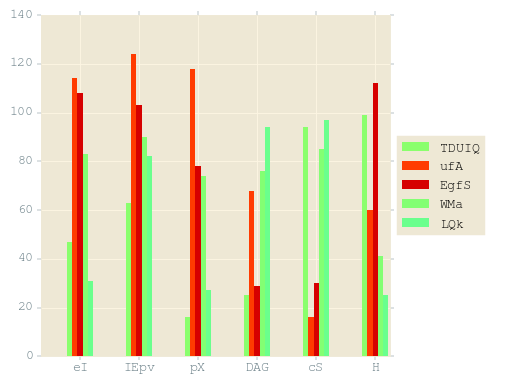 140
120
100
80
60
40
20
0
eI IEpv pX DAG cS H
TDUIQ
ufA
EgfS
WMa
LQk